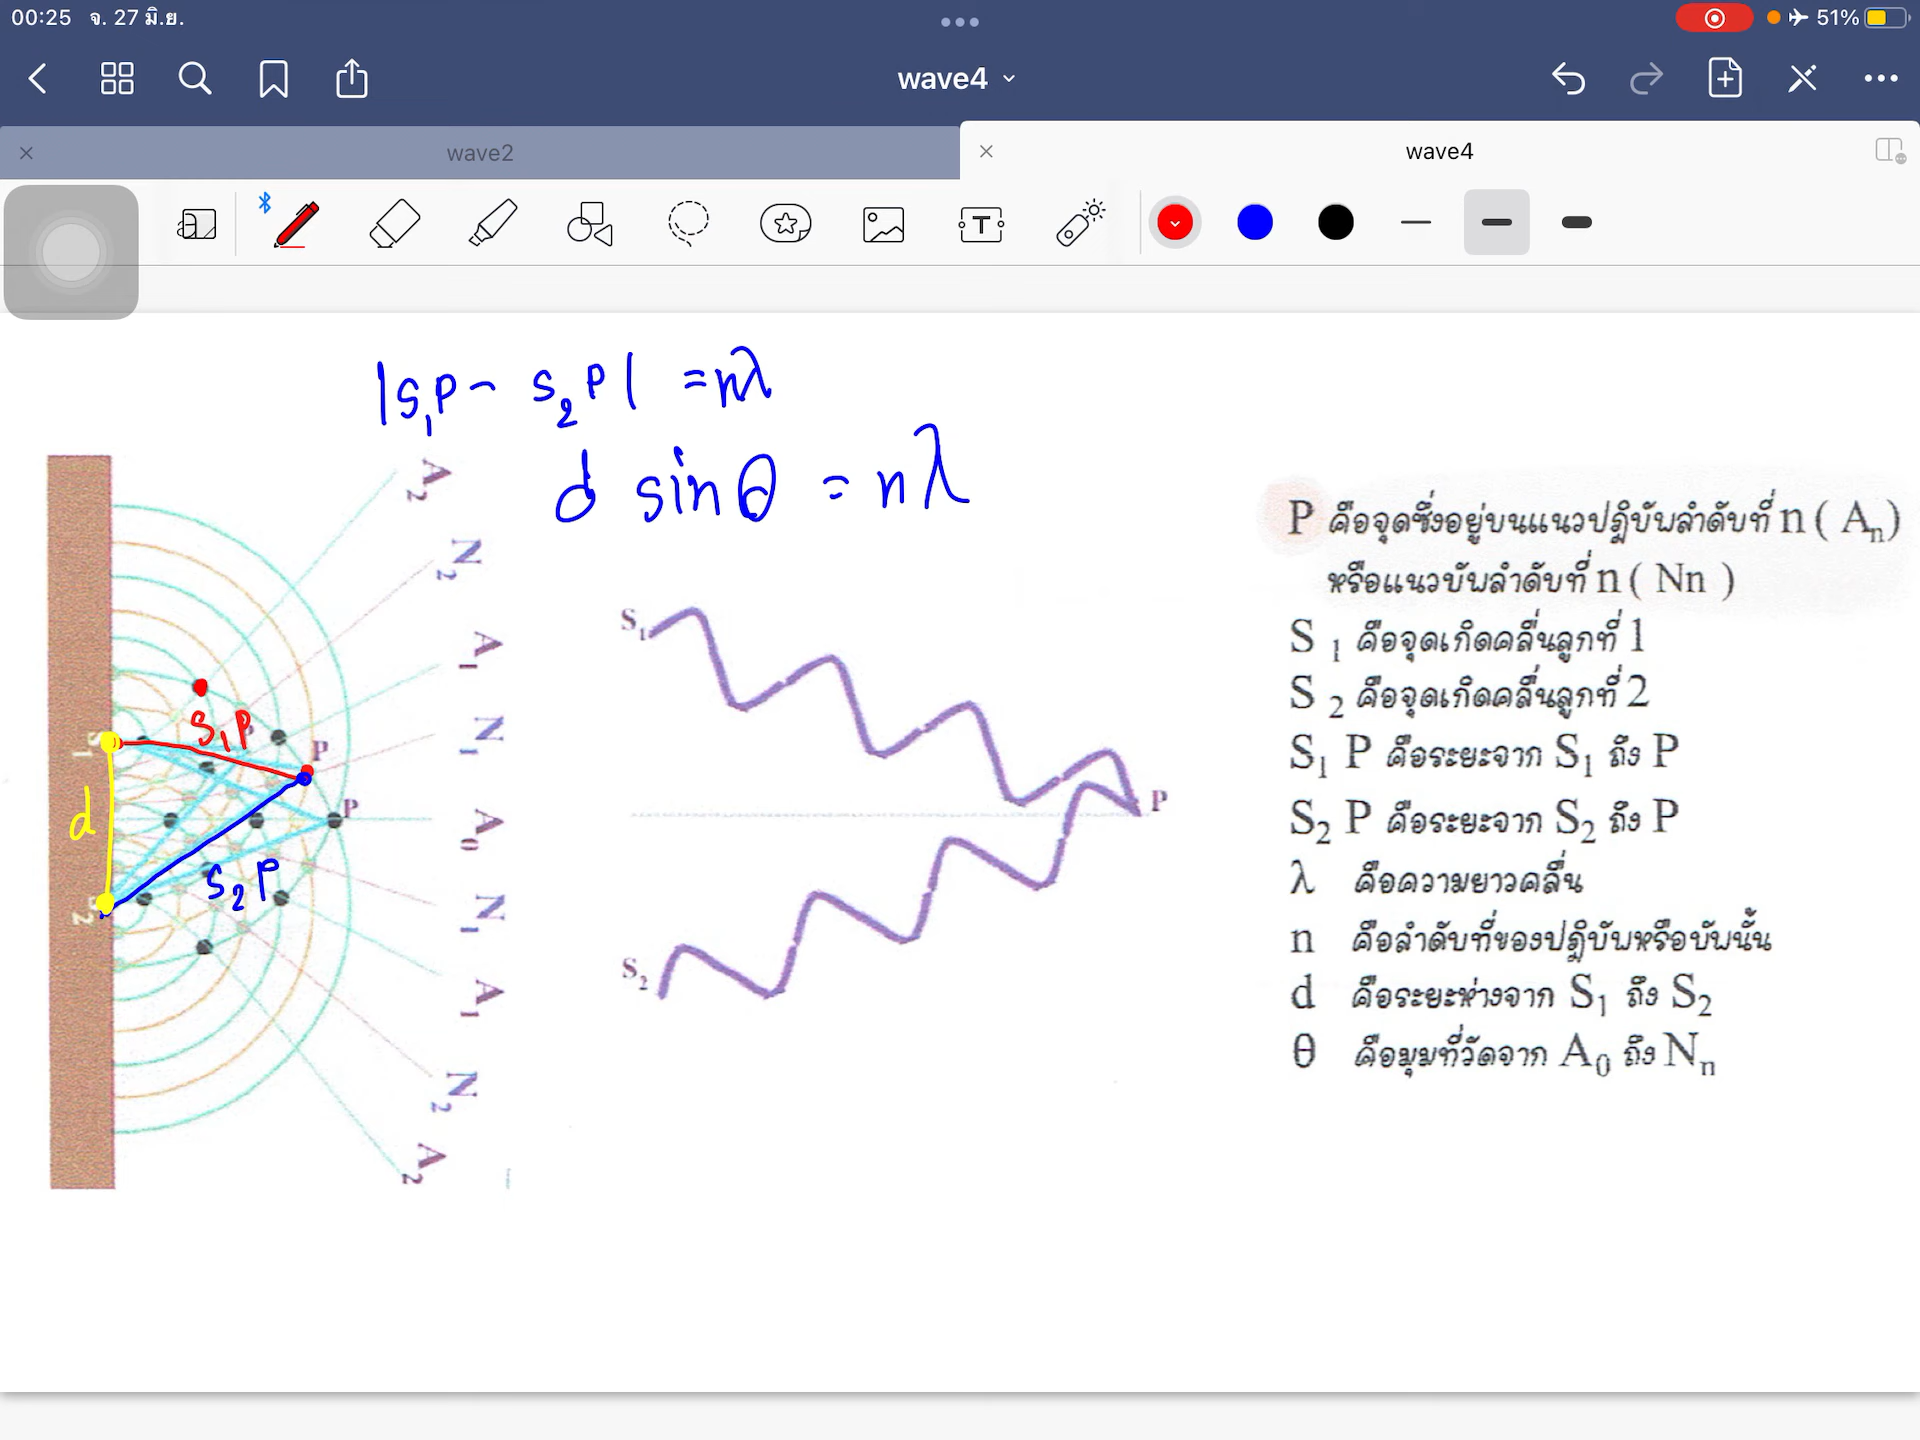 00:25 จ. 27 มิ.ย.
51%
wave4
wave2
wave4
|S₁P - S₂P| = nλ
d sinθ = nλ
A₂
N₂
A₁
N₁
A₀
N₁
A₁
N₂
A₂
S₁
S₁P
P
P
d
S₂P
S₁
P
S₂
P คือจุดซึ่งอยู่บนแนวปฏิบัพลำดับที่ n ( Aₙ)
หรือแนวบัพลำดับที่ n ( Nn )
S ₁ คือจุดเกิดคลื่นลูกที่ 1
S ₂ คือจุดเกิดคลื่นลูกที่ 2
S₁ P คือระยะจาก S₁ ถึง P
S₂ P คือระยะจาก S₂ ถึง P
λ คือความยาวคลื่น
n คือลำดับที่ของปฏิบัพหรือบัพนั้น
d คือระยะห่างจาก S₁ ถึง S₂
θ คือมุมที่วัดจาก A₀ ถึง Nₙ